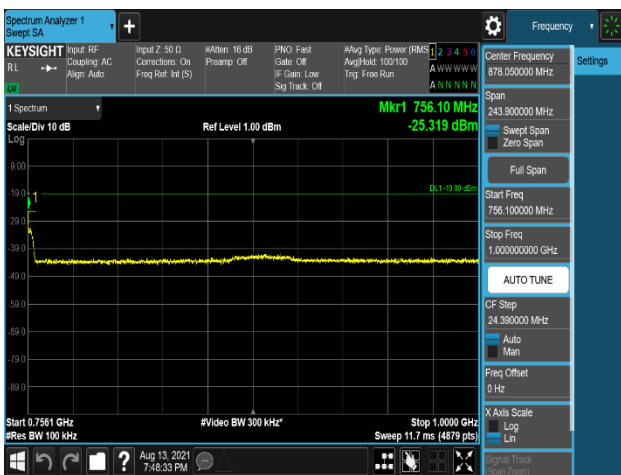 Spectrum Analyzer 1
Swept SA
Frequency
KEYSIGHT
RL
LW
Input: RF
Coupling: AC
Align: Auto
Input Z: 50 Ω
Corrections: On
Freq Ref: Int (S)
#Atten: 16 dB
Preamp: Off
PNO: Fast
Gate: Off
IF Gain: Low
Sig Track: Off
#Avg Type: Power (RMS
Avg|Hold: 100/100
Trig: Free Run
1 2 3 4 5 6
A W W W W W
A N N N N N
1 Spectrum
Scale/Div 10 dB
Log
Ref Level 1.00 dBm
Mkr1 756.10 MHz
-25.319 dBm
-9.00
-19.0
-29.0
-39.0
-49.0
-59.0
-69.0
-79.0
-89.0
1
DL1 -19.00 dBm
Start 0.7561 GHz
#Res BW 100 kHz
#Video BW 300 kHz*
Stop 1.0000 GHz
Sweep 11.7 ms (4879 pts)
Center Frequency
878.050000 MHz
Settings
Span
243.900000 MHz
Swept Span
Zero Span
Full Span
Start Freq
756.100000 MHz
Stop Freq
1.000000000 GHz
AUTO TUNE
CF Step
24.390000 MHz
Auto
Man
Freq Offset
0 Hz
X Axis Scale
Log
Lin
Signal Track
(Span Zoom)
?
Aug 13, 2021
7:48:33 PM